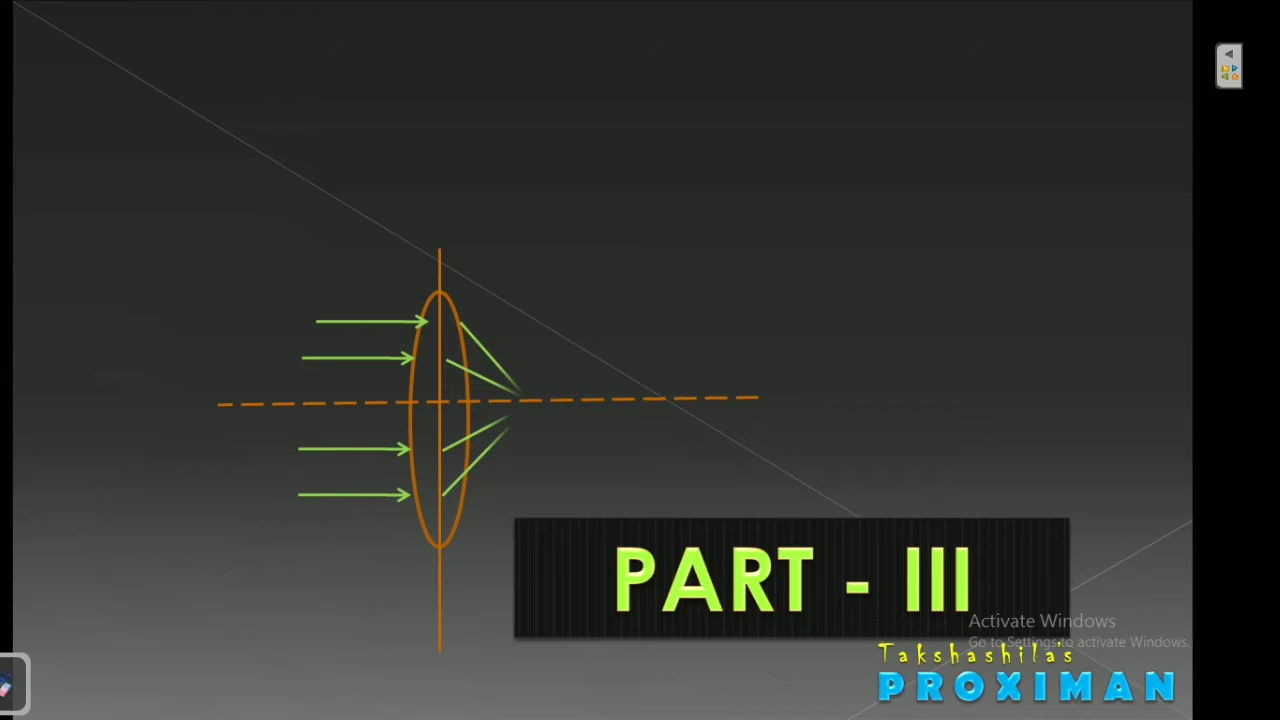 PART - III
Activate Windows
Go to Settings to activate Windows.
Takshashila's
PROXIMAN